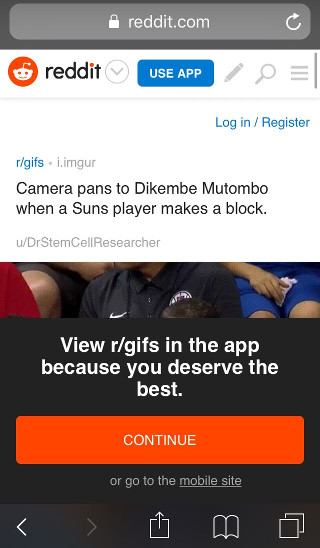 reddit.com
reddit
USE APP
Log in / Register
r/gifs • i.imgur
Camera pans to Dikembe Mutombo
when a Suns player makes a block.
u/DrStemCellResearcher
View r/gifs in the app
because you deserve the
best.
CONTINUE
or go to the mobile site